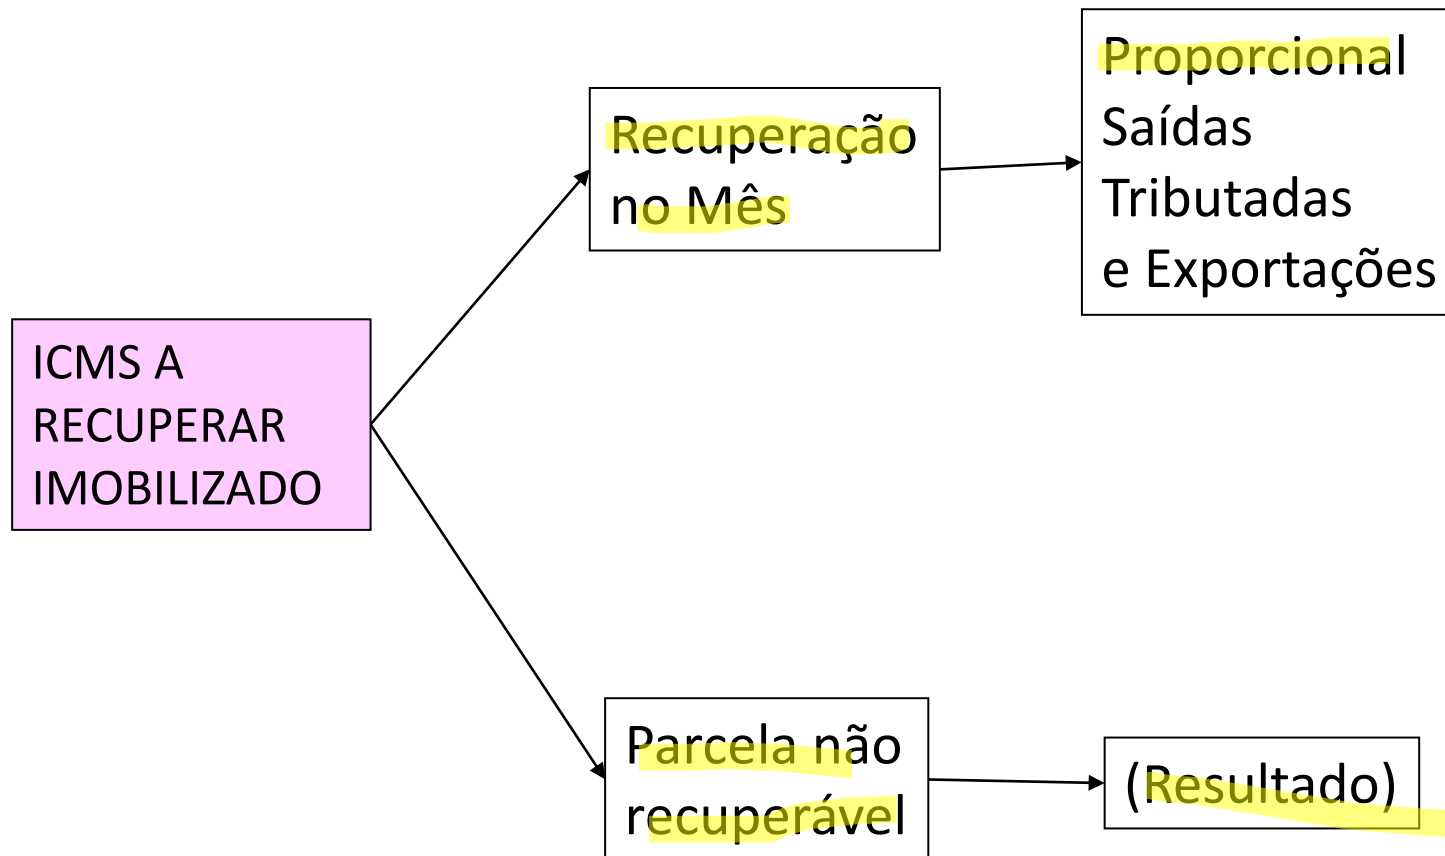 Proporcional
Saídas
Tributadas
e Exportações
Recuperação
no Mês
ICMS A
RECUPERAR
IMOBILIZADO
Parcela não
recuperável
(Resultado)